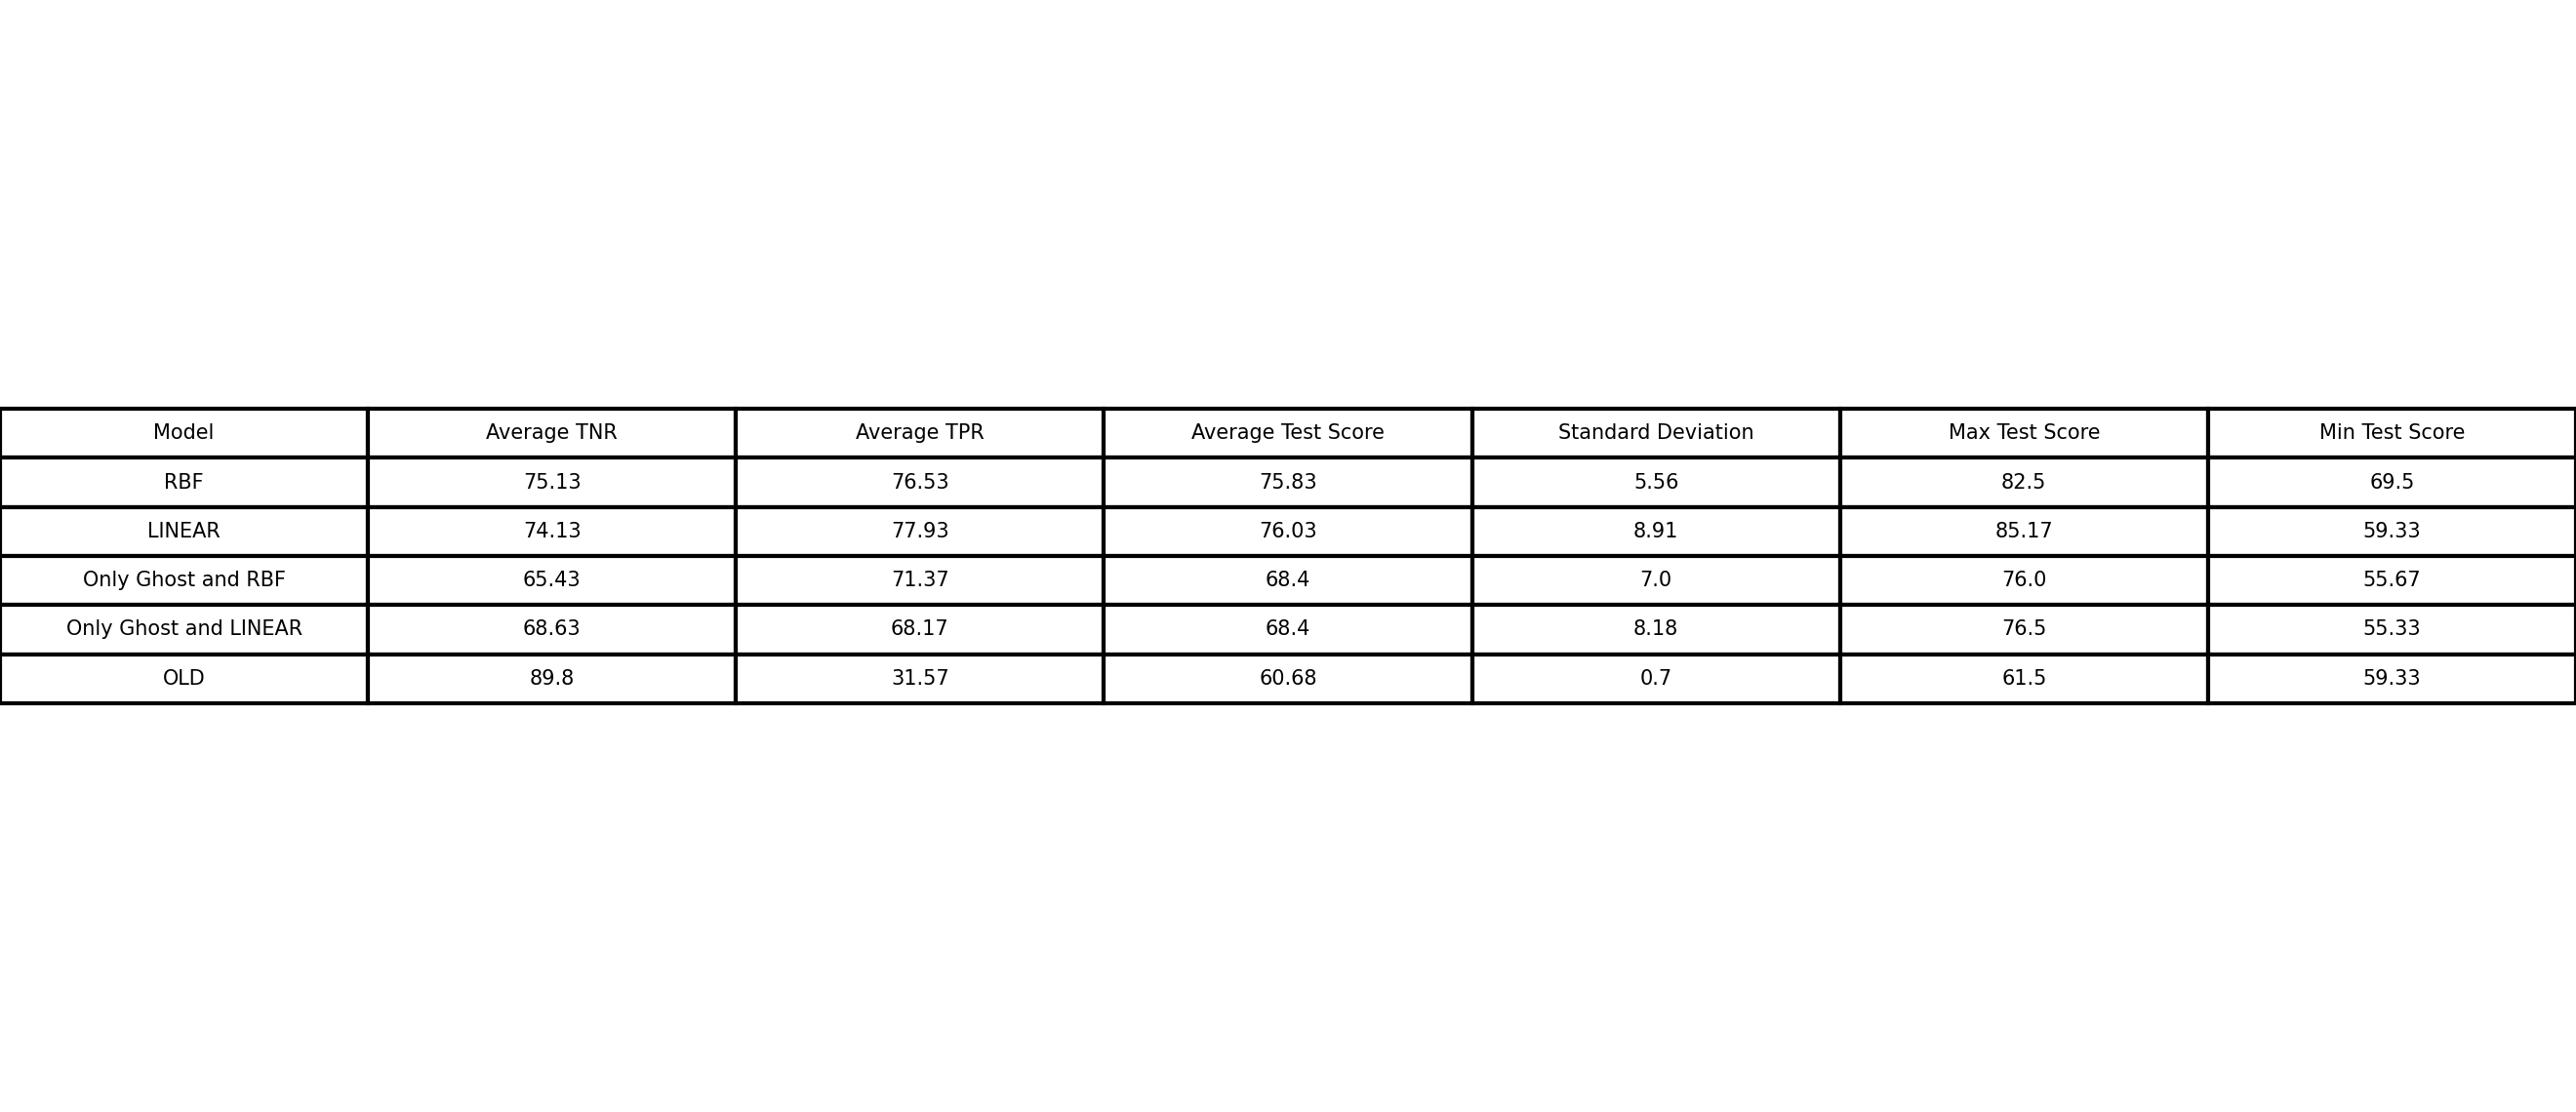 Model Average TNR Average TPR Average Test Score Standard Deviation Max Test Score Min Test Score
RBF 75.13 76.53 75.83 5.56 82.5 69.5
LINEAR 74.13 77.93 76.03 8.91 85.17 59.33
Only Ghost and RBF 65.43 71.37 68.4 7.0 76.0 55.67
Only Ghost and LINEAR 68.63 68.17 68.4 8.18 76.5 55.33
OLD 89.8 31.57 60.68 0.7 61.5 59.33